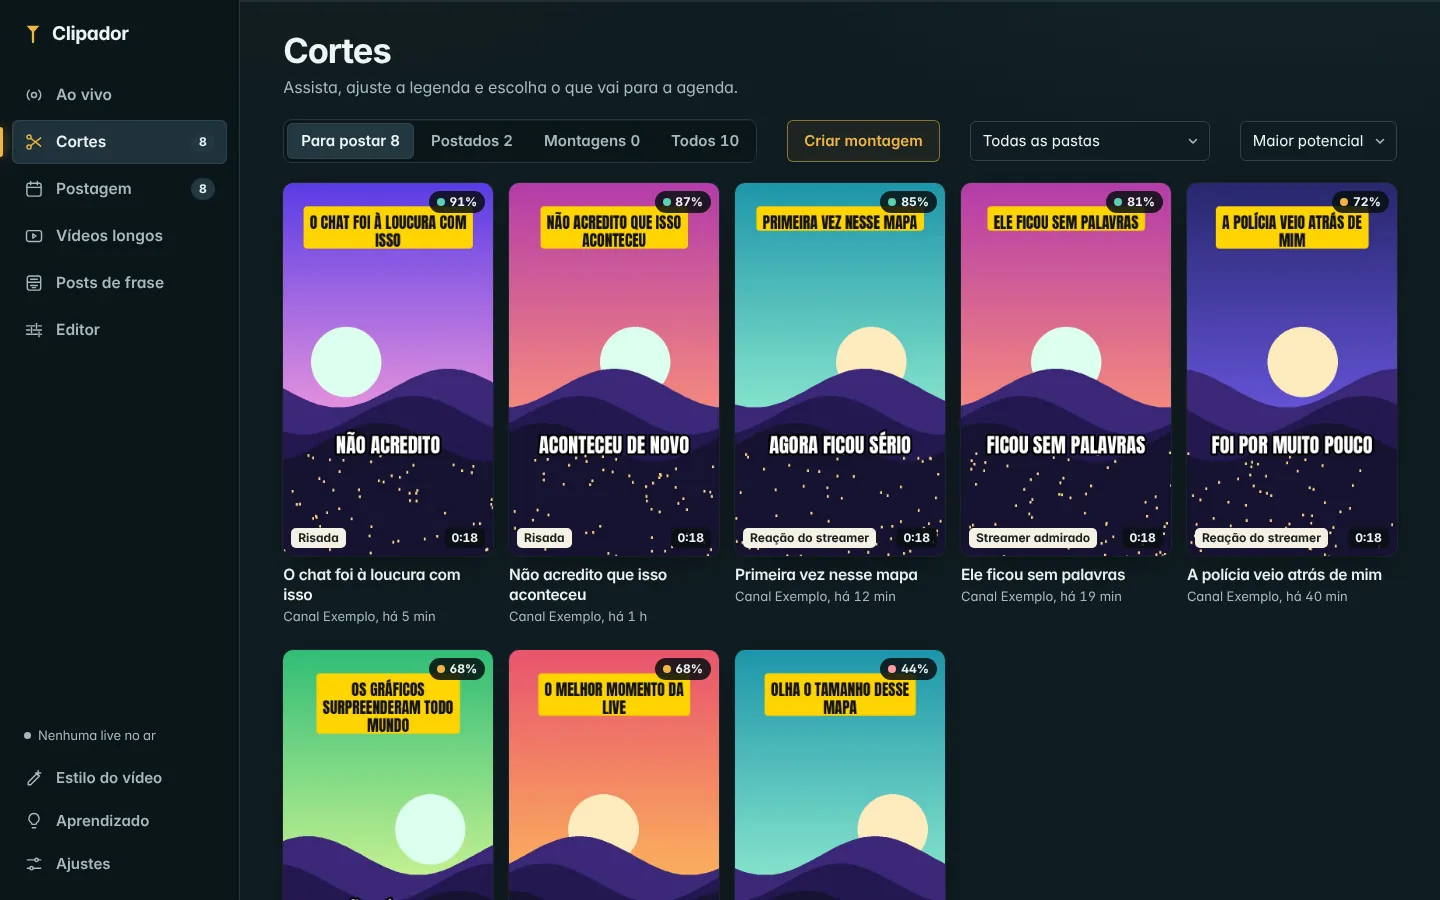 Clipador
Ao vivo
Cortes 8
Postagem 8
Vídeos longos
Posts de frase
Editor
Nenhuma live no ar
Estilo do vídeo
Aprendizado
Ajustes
Cortes
Assista, ajuste a legenda e escolha o que vai para a agenda.
Para postar 8
Postados 2
Montagens 0
Todos 10
Criar montagem
Todas as pastas
Maior potencial
91%
O CHAT FOI À LOUCURA COM
ISSO
NÃO ACREDITO
Risada
0:18
O chat foi à loucura com
isso
Canal Exemplo, há 5 min
87%
NÃO ACREDITO QUE ISSO
ACONTECEU
ACONTECEU DE NOVO
Risada
0:18
Não acredito que isso
aconteceu
Canal Exemplo, há 1 h
85%
PRIMEIRA VEZ NESSE MAPA
AGORA FICOU SÉRIO
Reação do streamer
0:18
Primeira vez nesse mapa
Canal Exemplo, há 12 min
81%
ELE FICOU SEM PALAVRAS
FICOU SEM PALAVRAS
Streamer admirado
0:18
Ele ficou sem palavras
Canal Exemplo, há 19 min
72%
A POLÍCIA VEIO ATRÁS DE
MIM
FOI POR MUITO POUCO
Reação do streamer
0:18
A polícia veio atrás de mim
Canal Exemplo, há 40 min
68%
OS GRÁFICOS
SURPREENDERAM TODO
MUNDO
68%
O MELHOR MOMENTO DA
LIVE
44%
OLHA O TAMANHO DESSE
MAPA